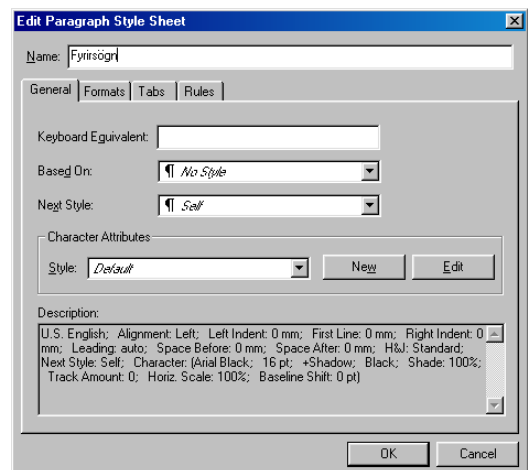 Edit Paragraph Style Sheet
Name: Fyrirsögn
General Formats Tabs Rules
Keyboard Equivalent:
Based On: ¶ No Style
Next Style: ¶ Self
Character Attributes
Style: Default New Edit
Description:
U.S. English; Alignment: Left; Left Indent: 0 mm; First Line: 0 mm; Right Indent: 0
mm; Leading: auto; Space Before: 0 mm; Space After: 0 mm; H&J: Standard;
Next Style: Self; Character: (Arial Black; 16 pt; +Shadow; Black; Shade: 100%;
Track Amount: 0; Horiz. Scale: 100%; Baseline Shift: 0 pt)
OK Cancel